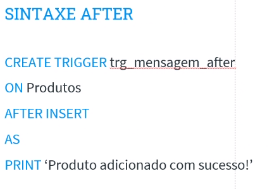 SINTAXE AFTER
CREATE TRIGGER trg_mensagem_after
ON Produtos
AFTER INSERT
AS
PRINT ‘Produto adicionado com sucesso!’